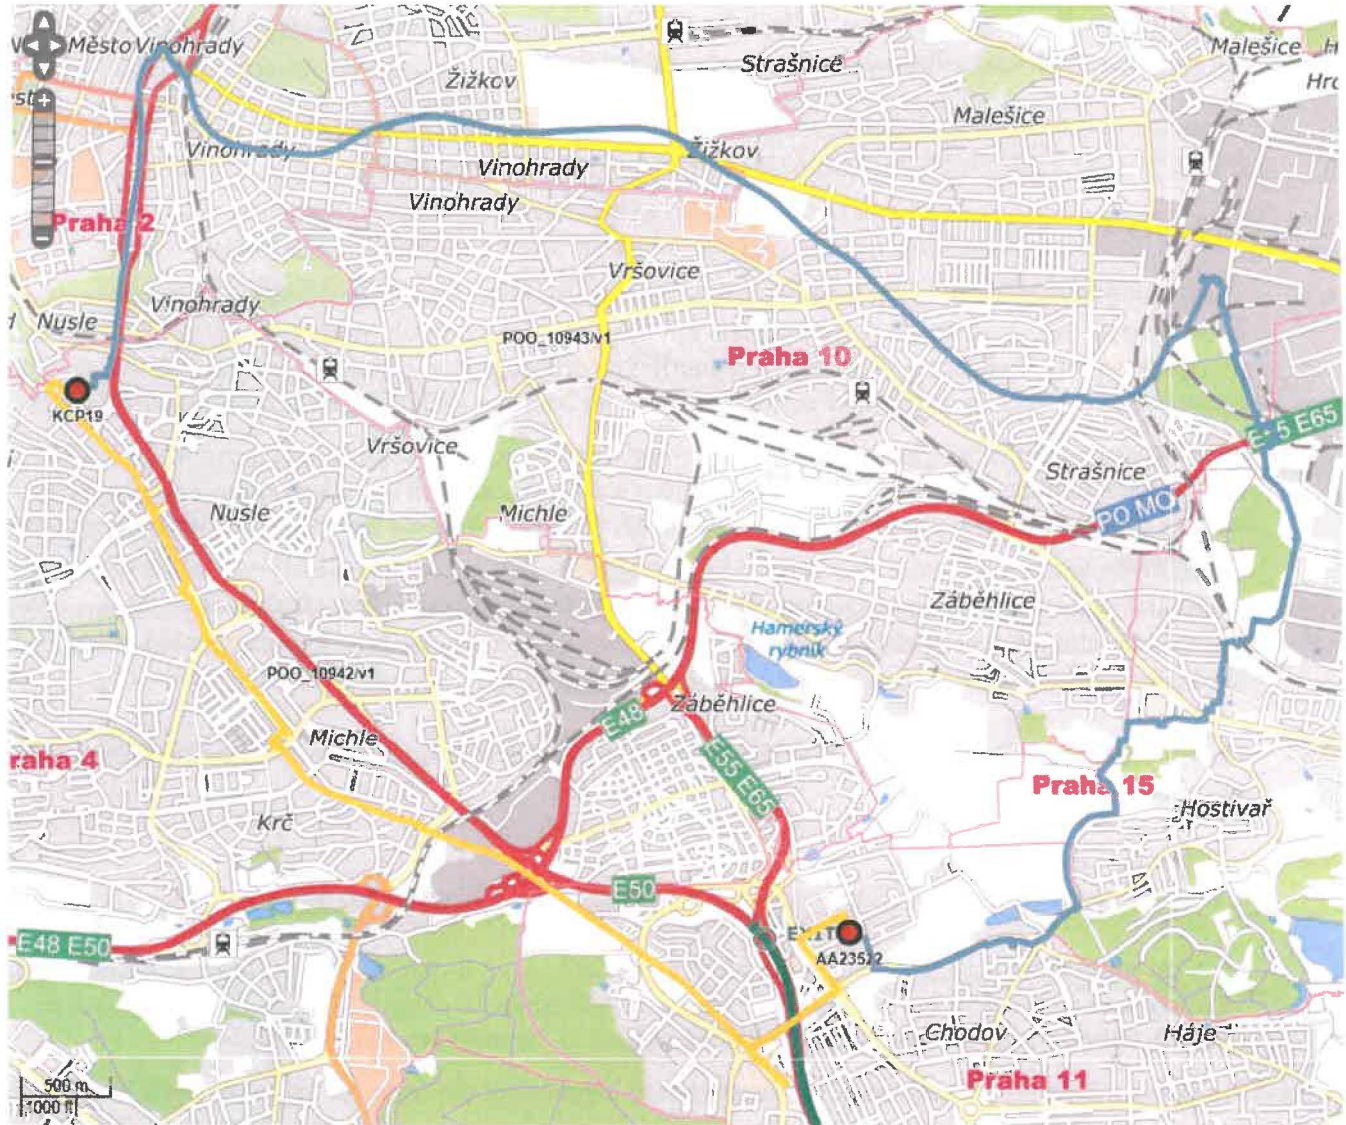 Město Vinohrady
Žižkov
Strašnice
Malešice
Malešice
Vinohrady
Vinohrady
Žižkov
Vinohrady
Praha 2
Vršovice
Vinohrady
Nusle
POO_10943/v1
Praha 10
KCP19
Vršovice
E65
Strašnice
Nusle
Michle
PO MO
Záběhlice
Hamerský
rybník
POO_10942/v1
Záběhlice
E48
Michle
raha 4
E55 E65
Praha 15
Hostivař
Krč
E50
E48 E50
EXIT
AA23522
Chodov
Háje
Praha 11
500 m
1000 ft